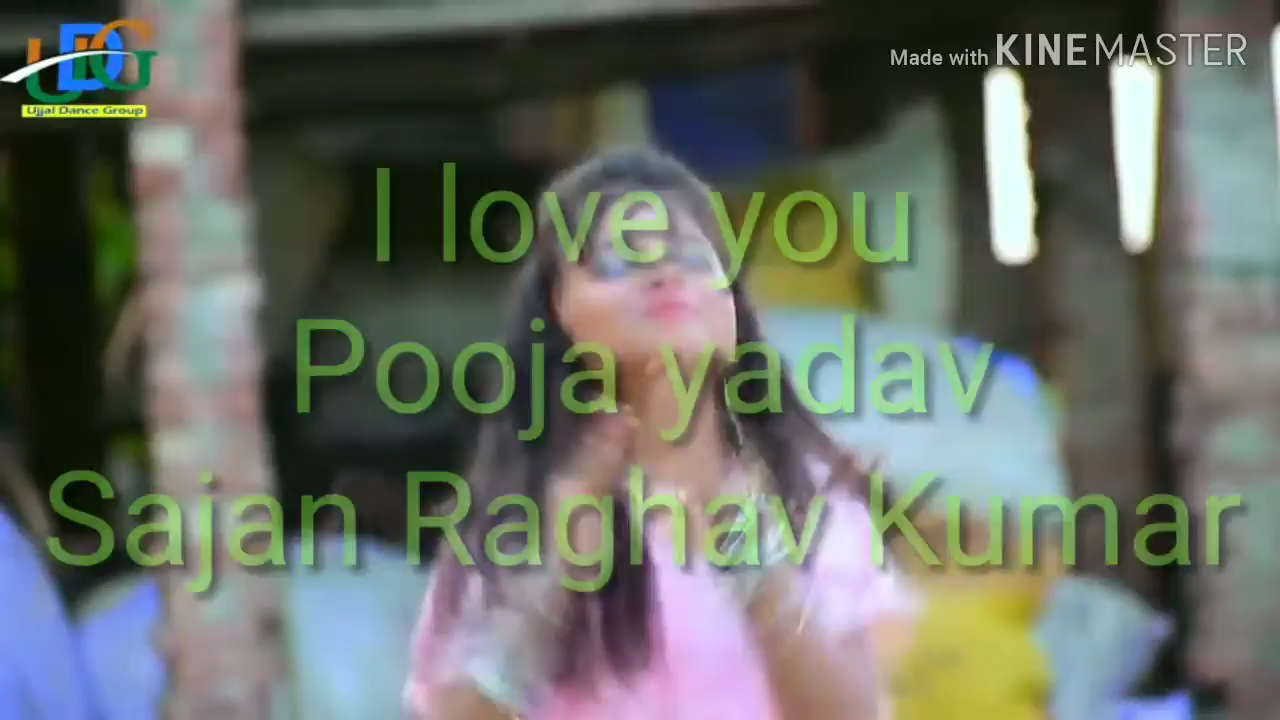 UDG
Ujjal Dance Group
Made with KINEMASTER
I love you
Pooja yadav
Sajan Raghav Kumar